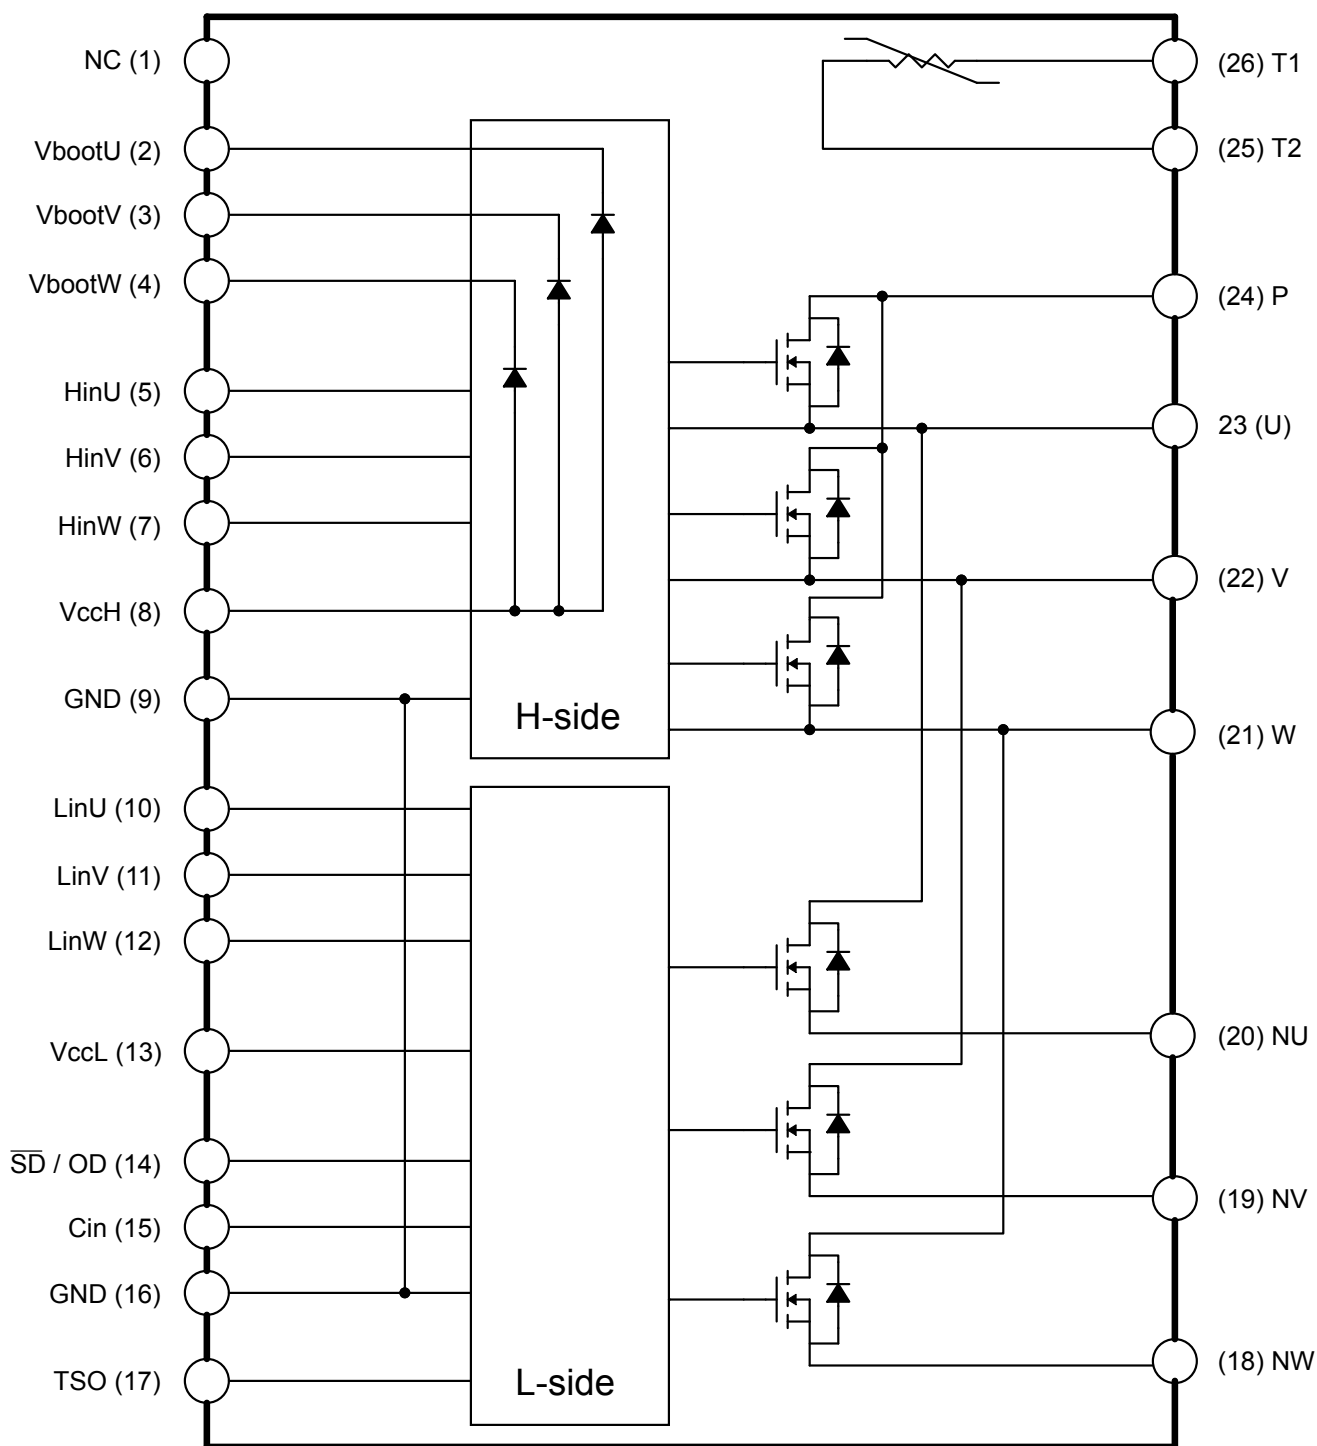 NC (1)
VbootU (2)
VbootV (3)
VbootW (4)
HinU (5)
HinV (6)
HinW (7)
VccH (8)
GND (9)
LinU (10)
LinV (11)
LinW (12)
VccL (13)
S̅D̅ / OD (14)
Cin (15)
GND (16)
TSO (17)
H-side
L-side
(26) T1
(25) T2
(24) P
23 (U)
(22) V
(21) W
(20) NU
(19) NV
(18) NW